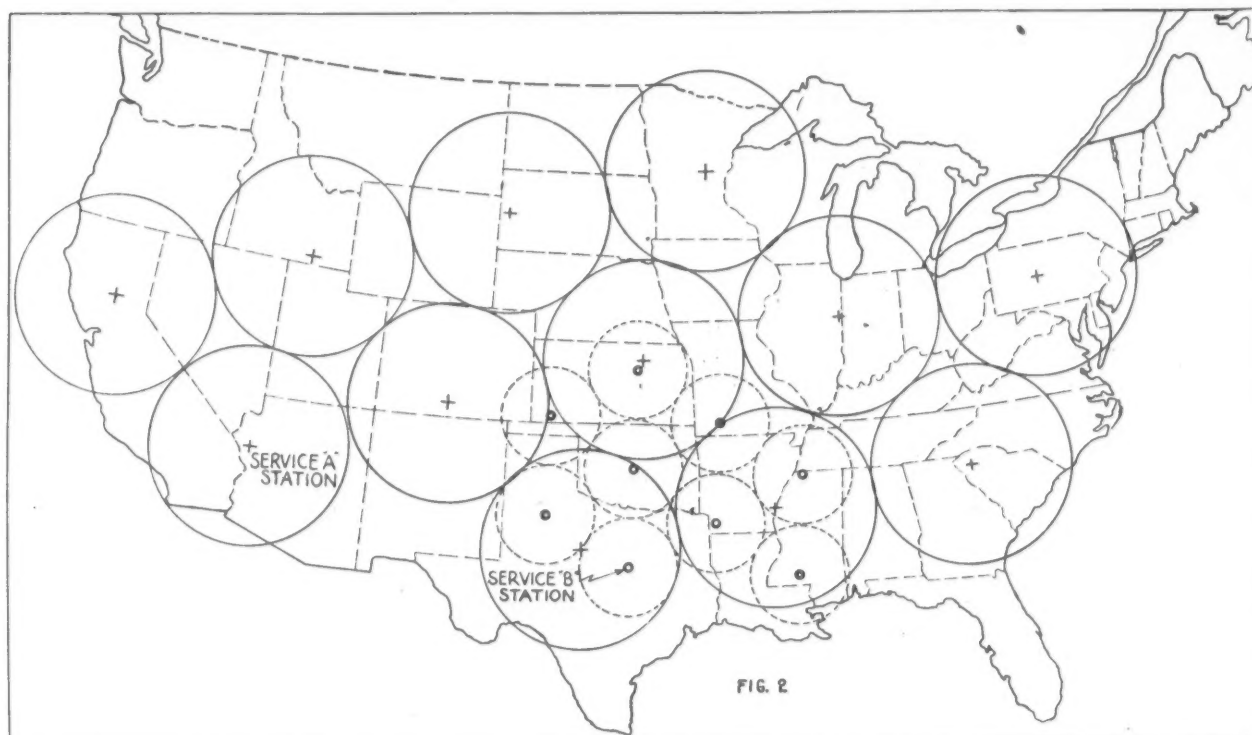 SERVICE "A"
STATION
SERVICE "B"
STATION
FIG. 2